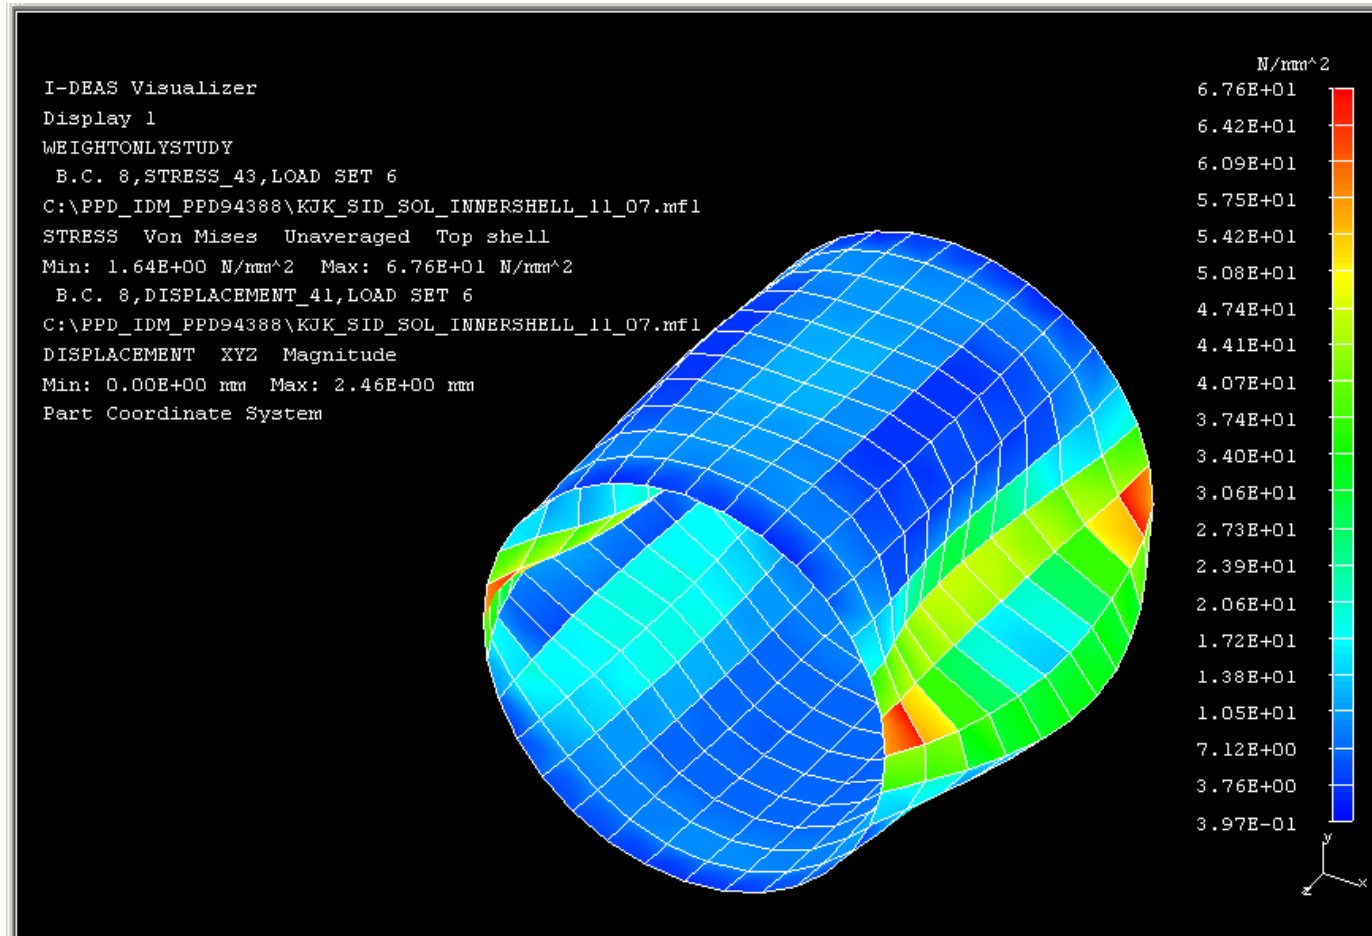 I-DEAS Visualizer
Display 1
WEIGHTONLYSTUDY
B.C. 8,STRESS_43,LOAD SET 6
C:\PPD_IDM_PPD94388\KJK_SID_SOL_INNERSHELL_11_07.mf1
STRESS Von Mises Unaveraged Top shell
Min: 1.64E+00 N/mm^2 Max: 6.76E+01 N/mm^2
B.C. 8,DISPLACEMENT_41,LOAD SET 6
C:\PPD_IDM_PPD94388\KJK_SID_SOL_INNERSHELL_11_07.mf1
DISPLACEMENT XYZ Magnitude
Min: 0.00E+00 mm Max: 2.46E+00 mm
Part Coordinate System
N/mm^2
6.76E+01
6.42E+01
6.09E+01
5.75E+01
5.42E+01
5.08E+01
4.74E+01
4.41E+01
4.07E+01
3.74E+01
3.40E+01
3.06E+01
2.73E+01
2.39E+01
2.06E+01
1.72E+01
1.38E+01
1.05E+01
7.12E+00
3.76E+00
3.97E-01
y
x
z